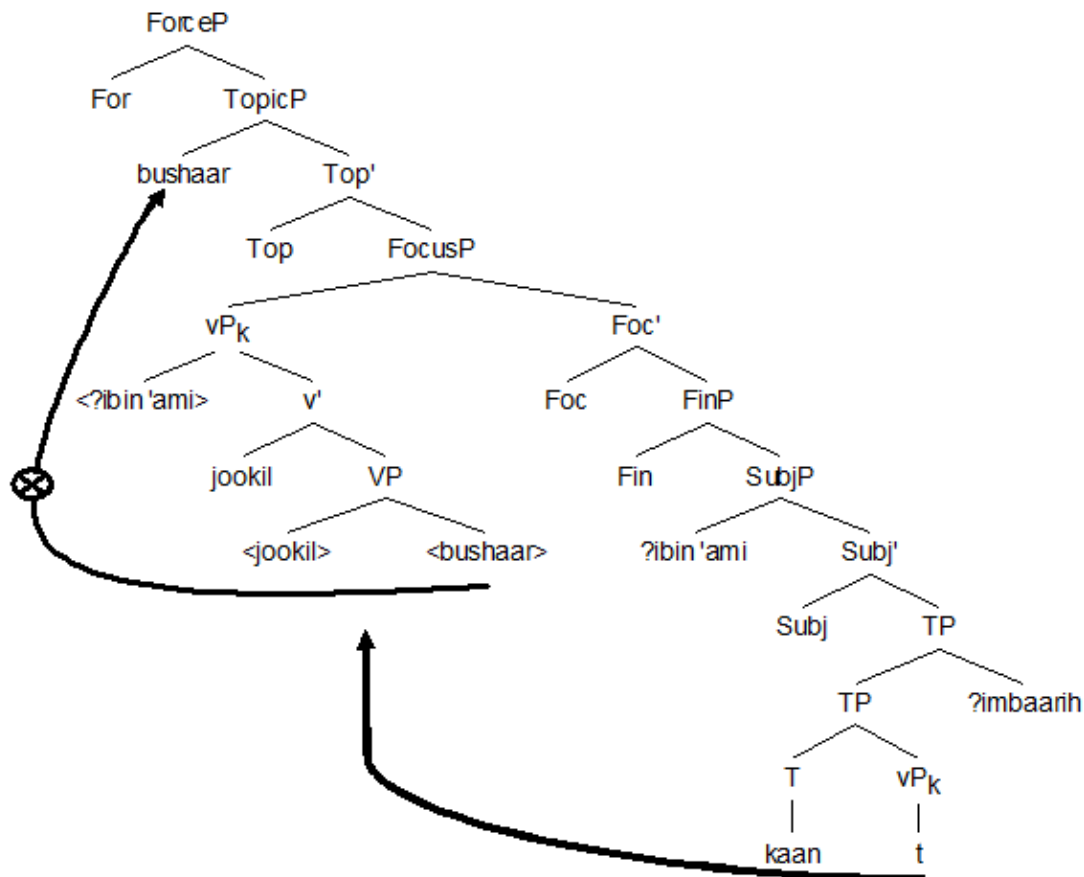 ForceP
For TopicP
bushaar Top'
Top FocusP
vPk Foc'
<?ibin 'ami> v' Foc FinP
jookil VP Fin SubjP
<jookil> <bushaar> ?ibin 'ami Subj'
Subj TP
TP ?imbaarih
T vPk
kaan t